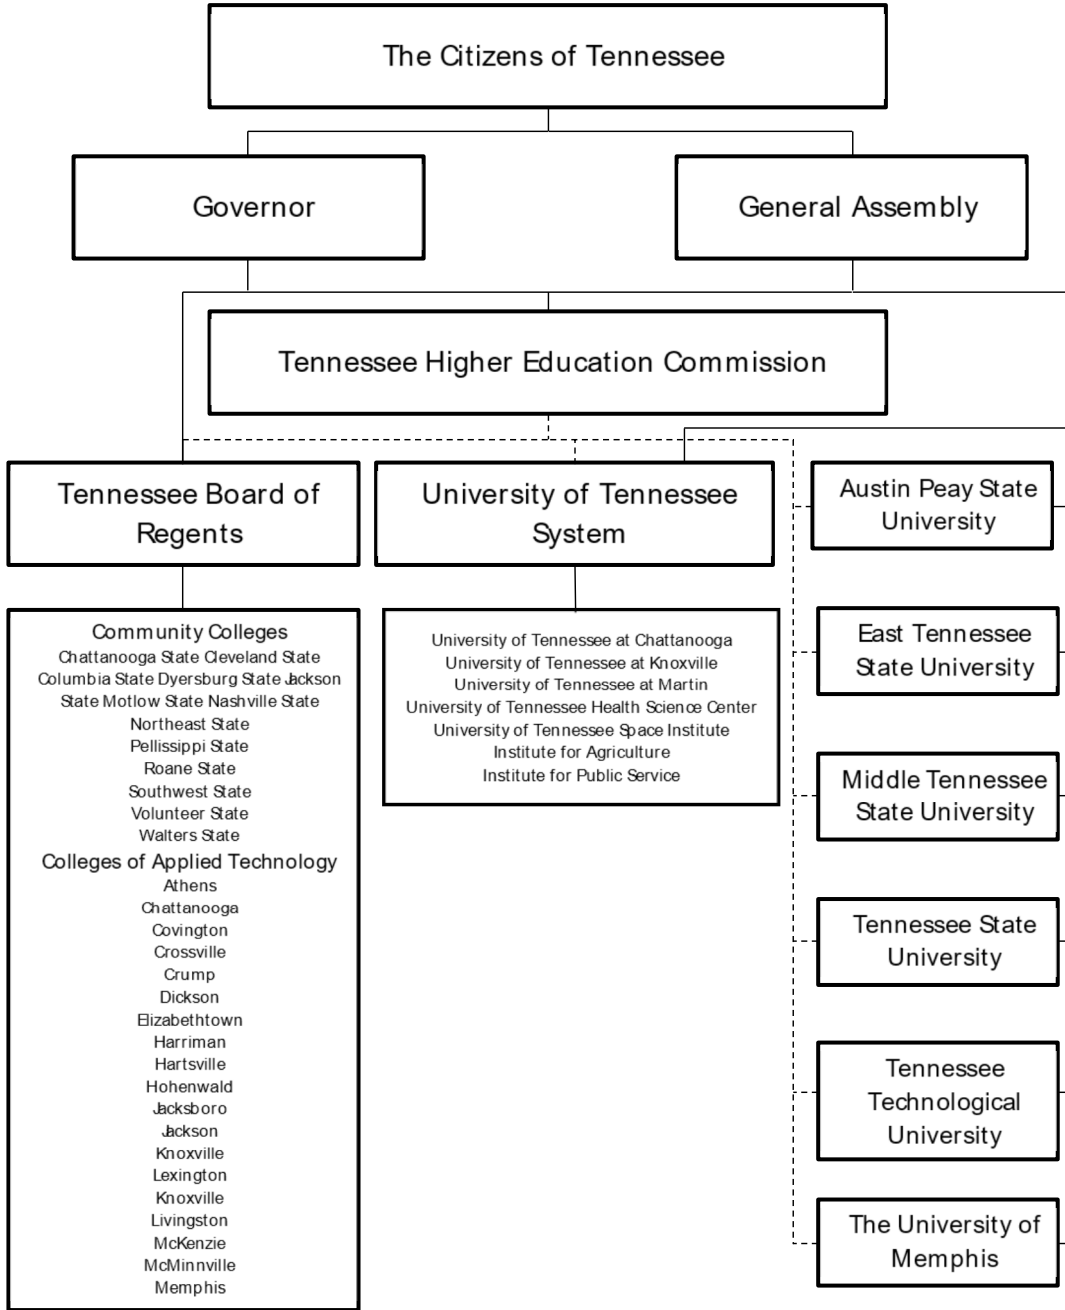 The Citizens of Tennessee
Governor
General Assembly
Tennessee Higher Education Commission
Tennessee Board of
Regents
University of Tennessee
System
Austin Peay State
University
Community Colleges
Chattanooga State Cleveland State
Columbia State Dyersburg State Jackson
State Motlow State Nashville State
Northeast State
Pellissippi State
Roane State
Southwest State
Volunteer State
Walters State
Colleges of Applied Technology
Athens
Chattanooga
Covington
Crossville
Crump
Dickson
Elizabethtown
Harriman
Hartsville
Hohenwald
Jacksboro
Jackson
Knoxville
Lexington
Knoxville
Livingston
McKenzie
McMinnville
Memphis
University of Tennessee at Chattanooga
University of Tennessee at Knoxville
University of Tennessee at Martin
University of Tennessee Health Science Center
University of Tennessee Space Institute
Institute for Agriculture
Institute for Public Service
East Tennessee
State University
Middle Tennessee
State University
Tennessee State
University
Tennessee
Technological
University
The University of
Memphis